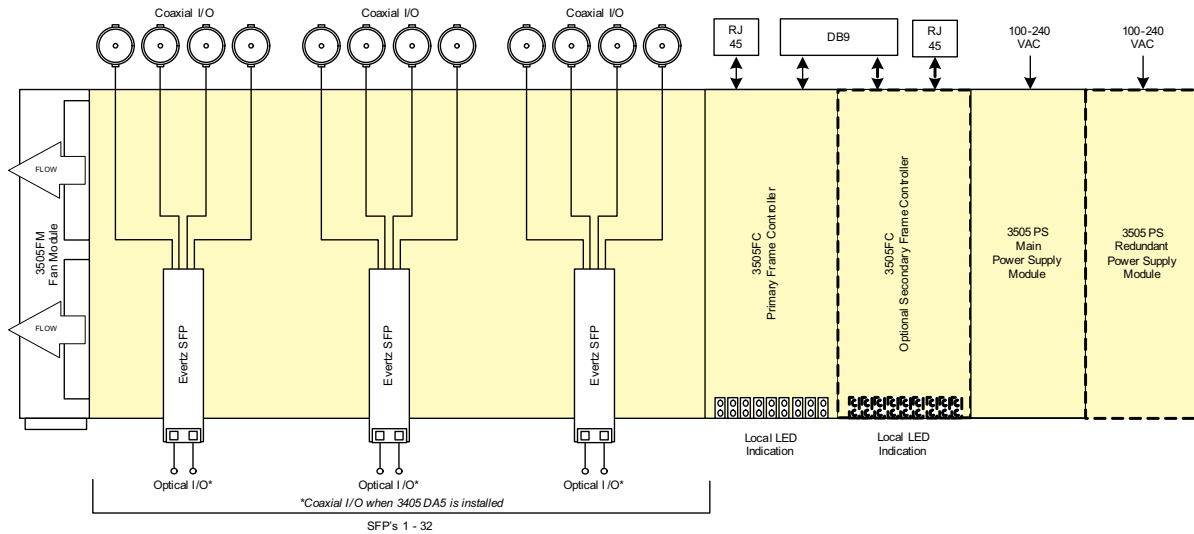 Coaxial I/O
Coaxial I/O
Coaxial I/O
RJ
45
DB9
RJ
45
100-240
VAC
100-240
VAC
FLOW
FLOW
3505FM
Fan Module
Evertz SFP
Evertz SFP
Evertz SFP
3505FC
Primary Frame Controller
3505FC
Optional Secondary Frame Controller
3505 PS
Main
Power Supply
Module
3505 PS
Redundant
Power Supply
Module
Local LED
Indication
Local LED
Indication
Optical I/O*
Optical I/O*
Optical I/O*
*Coaxial I/O when 3405 DA5 is installed
SFP's 1 - 32